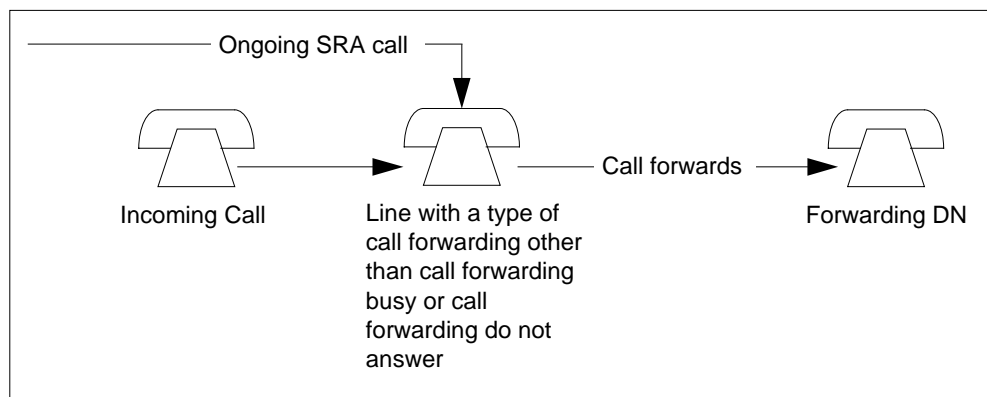 Ongoing SRA call
Call forwards
Incoming Call
Line with a type of
call forwarding other
than call forwarding
busy or call
forwarding do not
answer
Forwarding DN